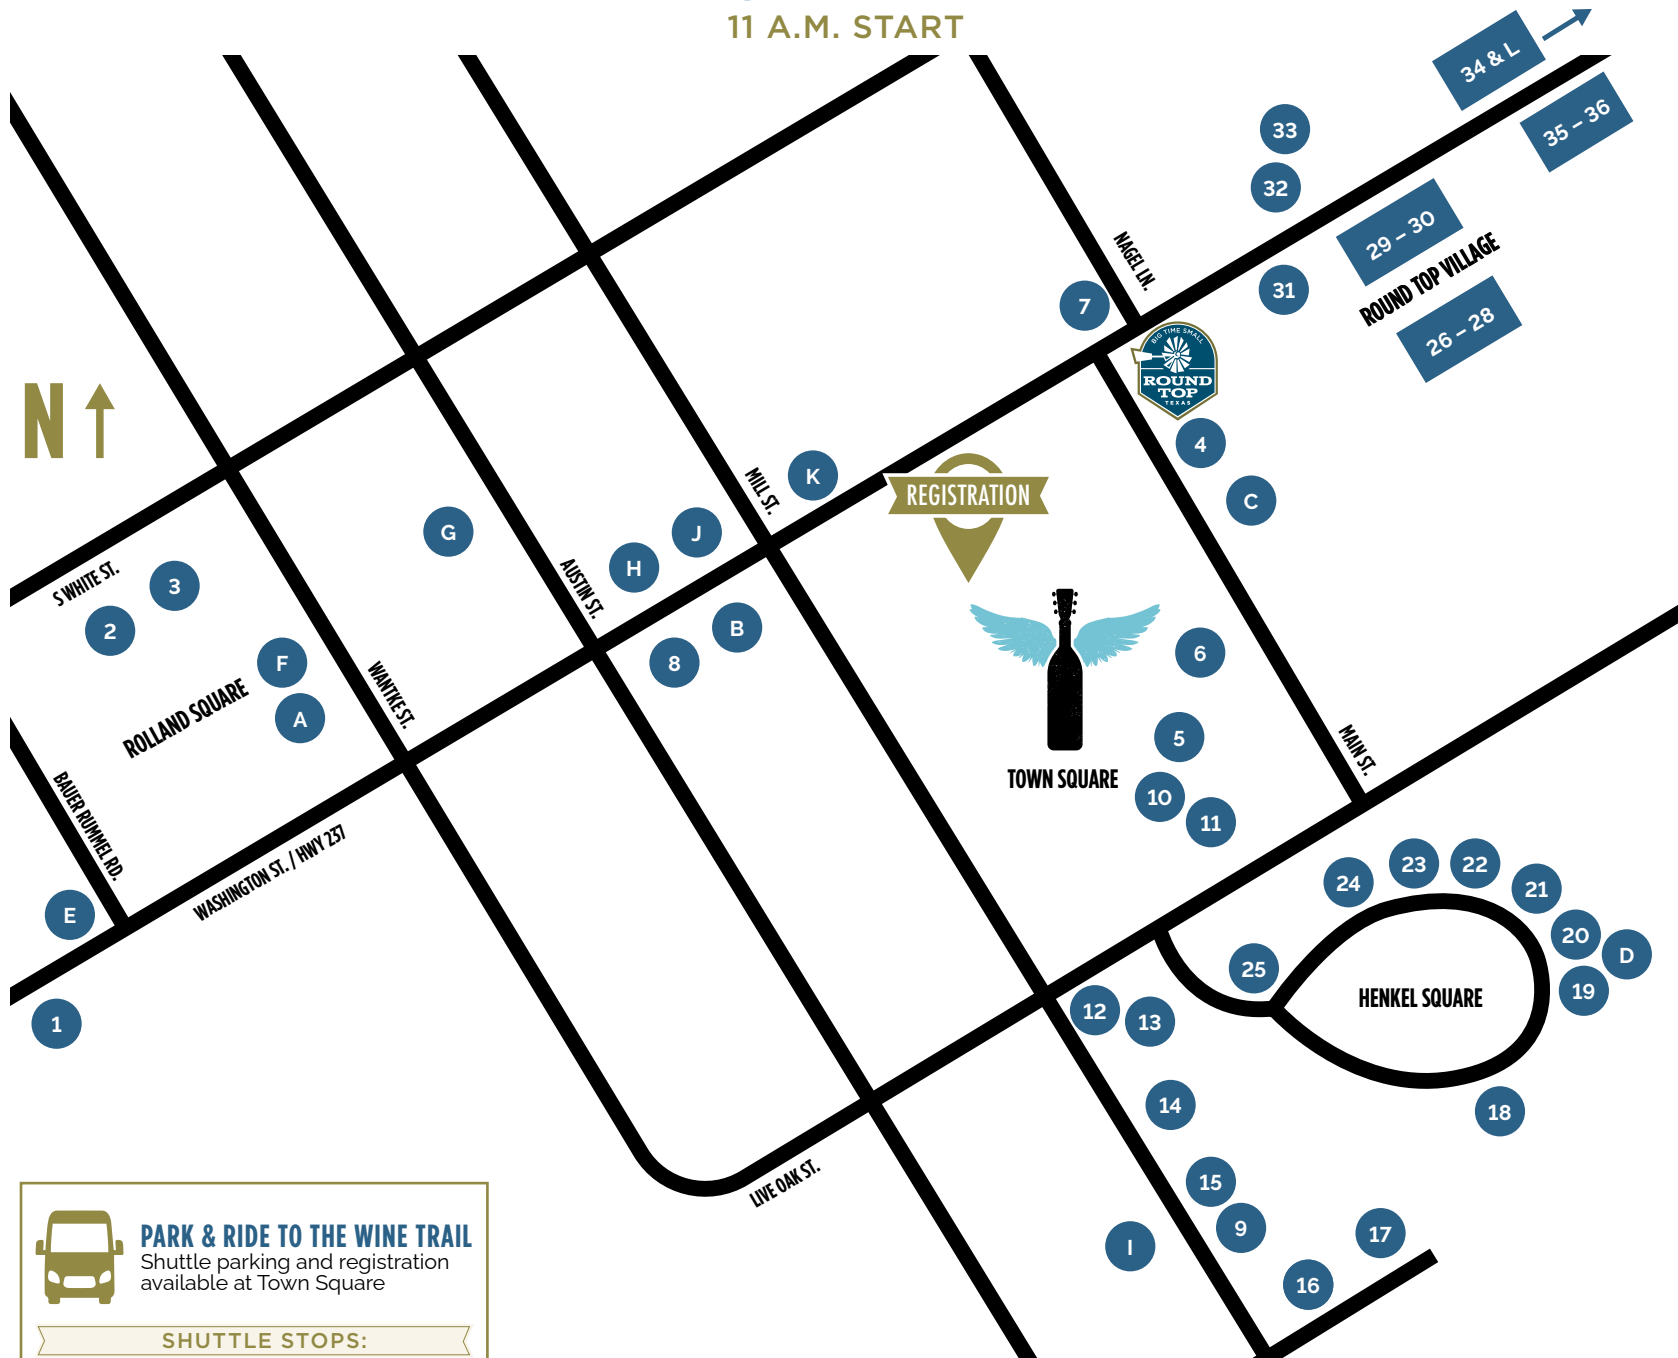 11 A.M. START
34 & L
35 – 36
33
32
29 – 30
ROUND TOP VILLAGE
26 – 28
31
NAGEL LN.
7
BIG TIME SMALL
ROUND
TOP
TEXAS
4
C
N
REGISTRATION
K
MILL ST.
J
H
G
AUSTIN ST.
B
8
S WHITE ST.
3
2
F
A
ROLLAND SQUARE
WANTKE ST.
BAUER RUMMEL RD.
WASHINGTON ST. / HWY 237
E
1
6
5
TOWN SQUARE
10
11
MAIN ST.
24
23
22
21
20
D
19
25
HENKEL SQUARE
18
12
13
14
15
9
17
16
I
LIVE OAK ST.
PARK & RIDE TO THE WINE TRAIL
Shuttle parking and registration
available at Town Square
SHUTTLE STOPS: